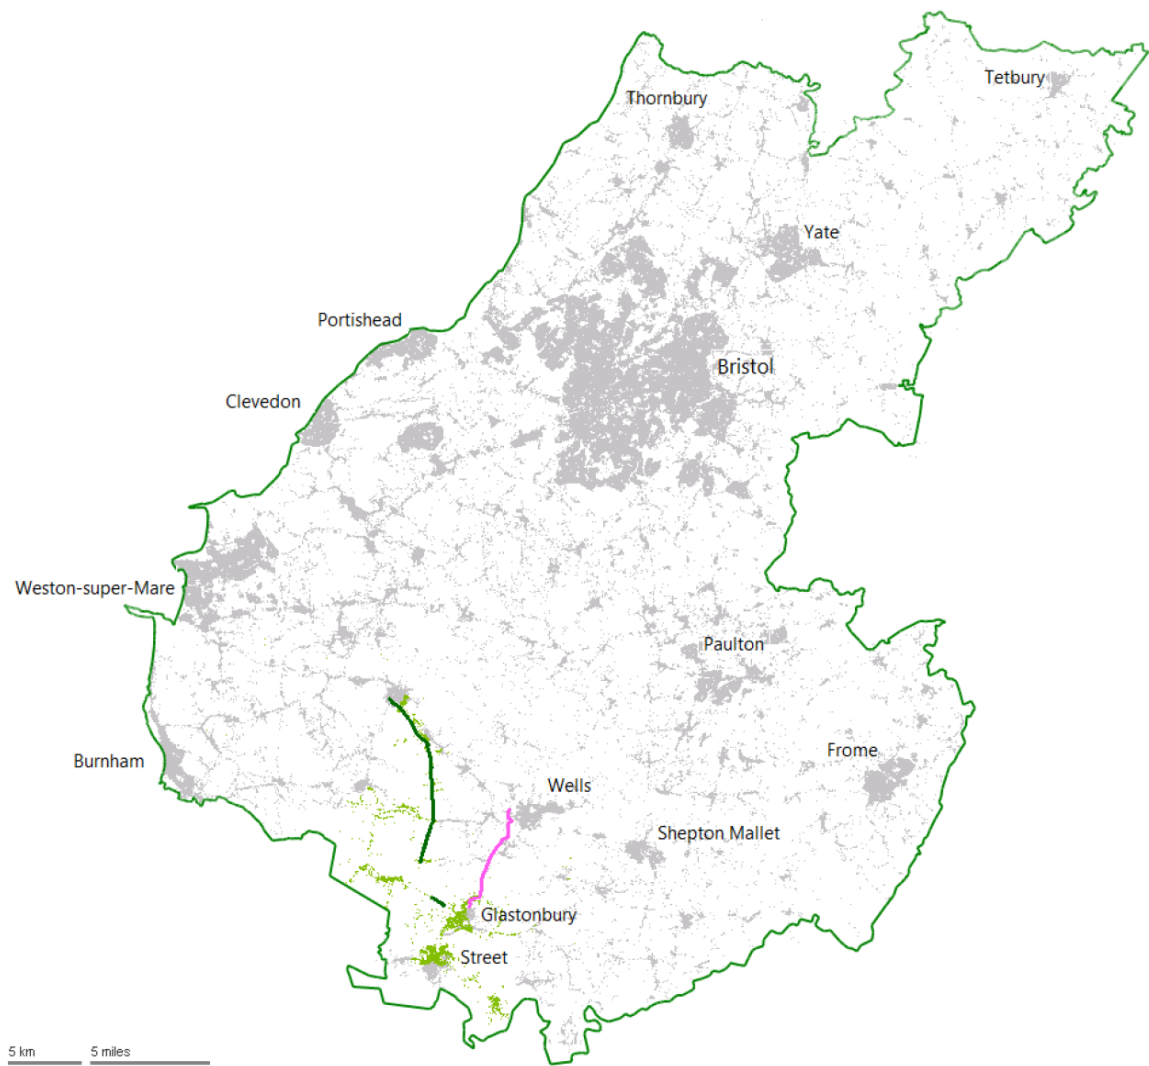 Tetbury
Thornbury
Yate
Portishead
Bristol
Clevedon
Weston-super-Mare
Paulton
Frome
Burnham
Wells
Shepton Mallet
Glastonbury
Street
5 km 5 miles